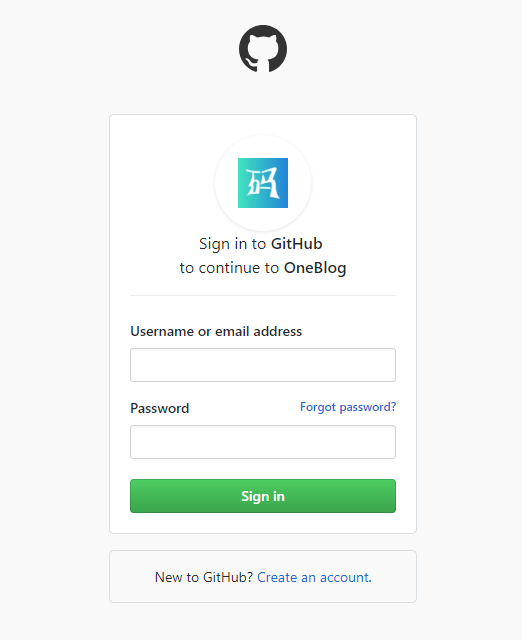 码
Sign in to GitHub
to continue to OneBlog
Username or email address
Password Forgot password?
Sign in
New to GitHub? Create an account.